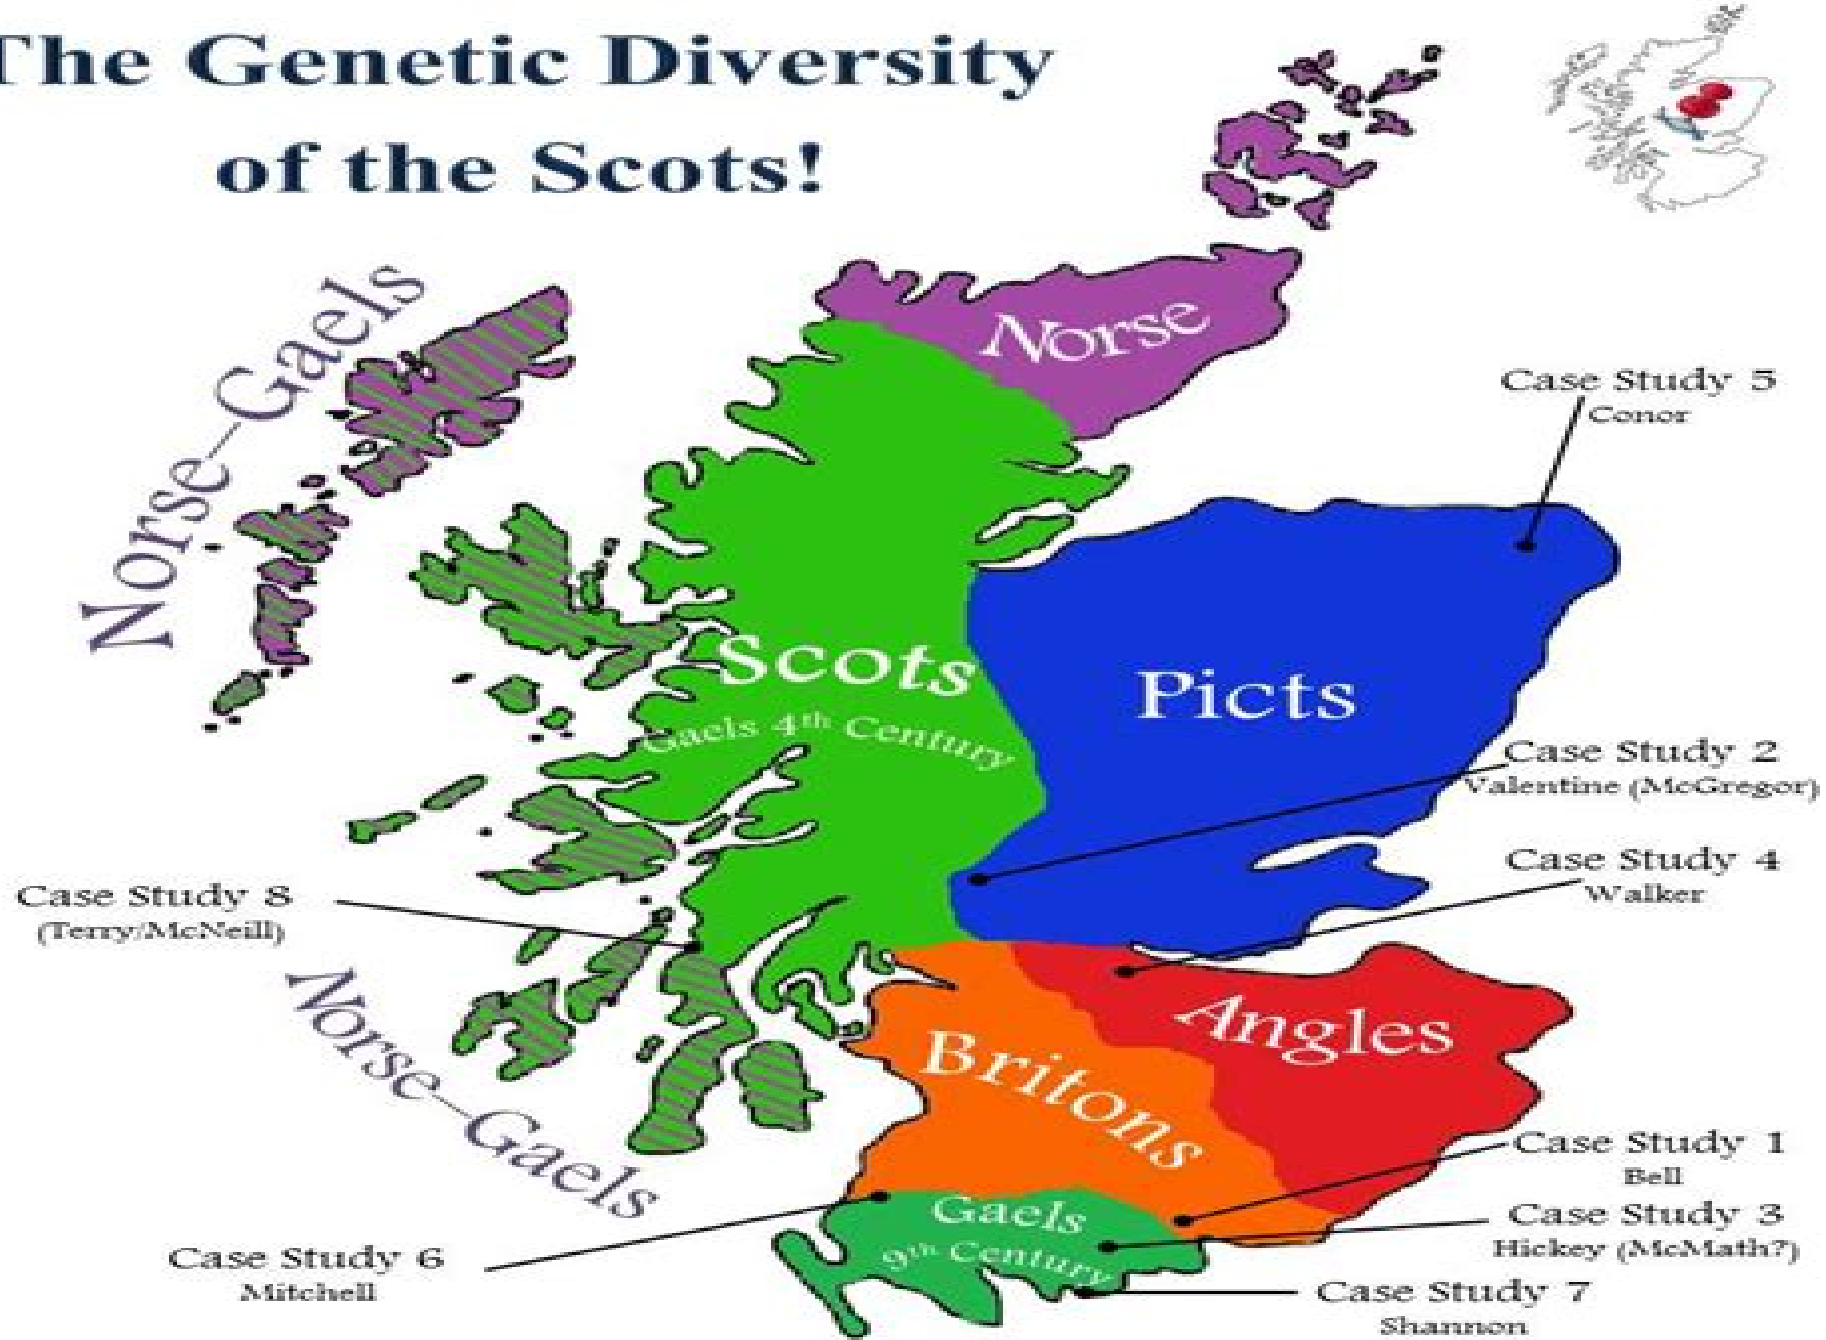 The Genetic Diversity
of the Scots!
Norse-Gaels
Norse
Case Study 5
Conor
Scots
Gaels 4th Century
Picts
Case Study 2
Valentine (McGregor)
Case Study 4
Walker
Case Study 8
(Terry/McNeill)
Norse-Gaels
Angles
Britons
Case Study 1
Bell
Gaels
9th Century
Case Study 3
Hickey (McMath?)
Case Study 6
Mitchell
Case Study 7
Shannon